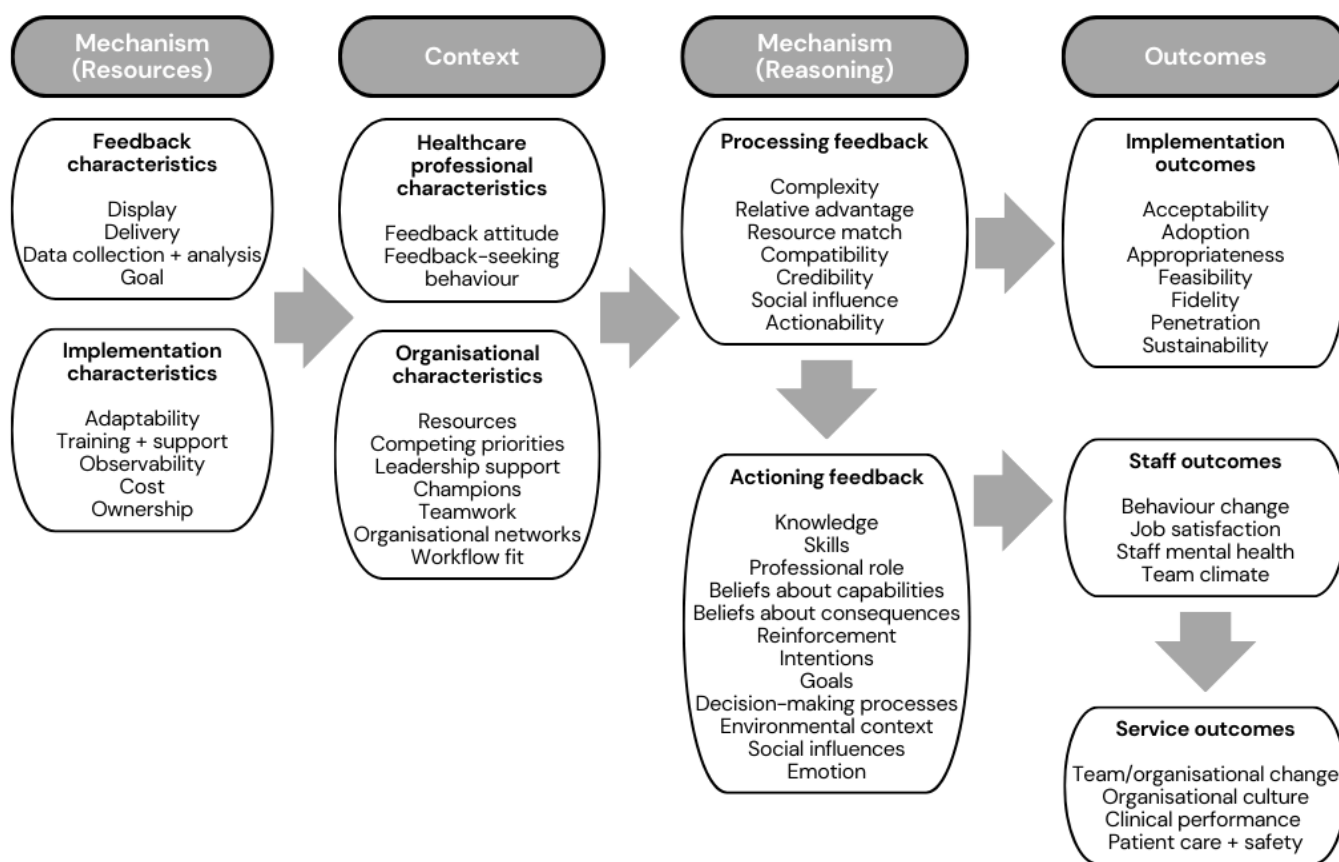 Mechanism
(Resources)
Context
Mechanism
(Reasoning)
Outcomes
Feedback
characteristics
Display
Delivery
Data collection + analysis
Goal
Implementation
characteristics
Adaptability
Training + support
Observability
Cost
Ownership
Healthcare
professional
characteristics
Feedback attitude
Feedback-seeking
behaviour
Organisational
characteristics
Resources
Competing priorities
Leadership support
Champions
Teamwork
Organisational networks
Workflow fit
Processing feedback
Complexity
Relative advantage
Resource match
Compatibility
Credibility
Social influence
Actionability
Actioning feedback
Knowledge
Skills
Professional role
Beliefs about capabilities
Beliefs about consequences
Reinforcement
Intentions
Goals
Decision-making processes
Environmental context
Social influences
Emotion
Implementation
outcomes
Acceptability
Adoption
Appropriateness
Feasibility
Fidelity
Penetration
Sustainability
Staff outcomes
Behaviour change
Job satisfaction
Staff mental health
Team climate
Service outcomes
Team/organisational change
Organisational culture
Clinical performance
Patient care + safety